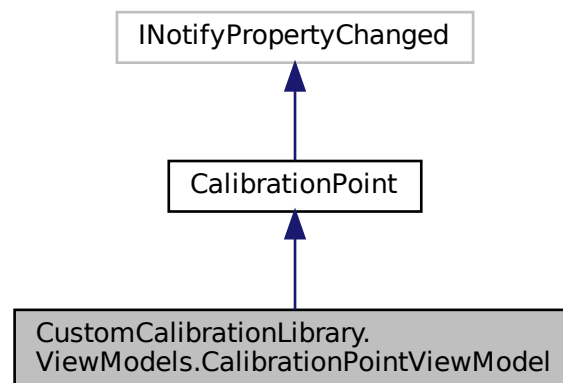 INotifyPropertyChanged
CalibrationPoint
CustomCalibrationLibrary.
ViewModels.CalibrationPointViewModel